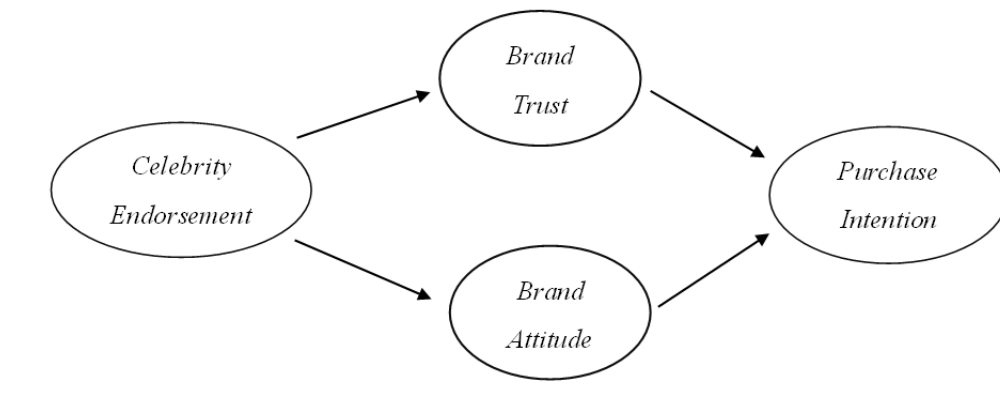 Brand
Trust
Celebrity
Endorsement
Purchase
Intention
Brand
Attitude